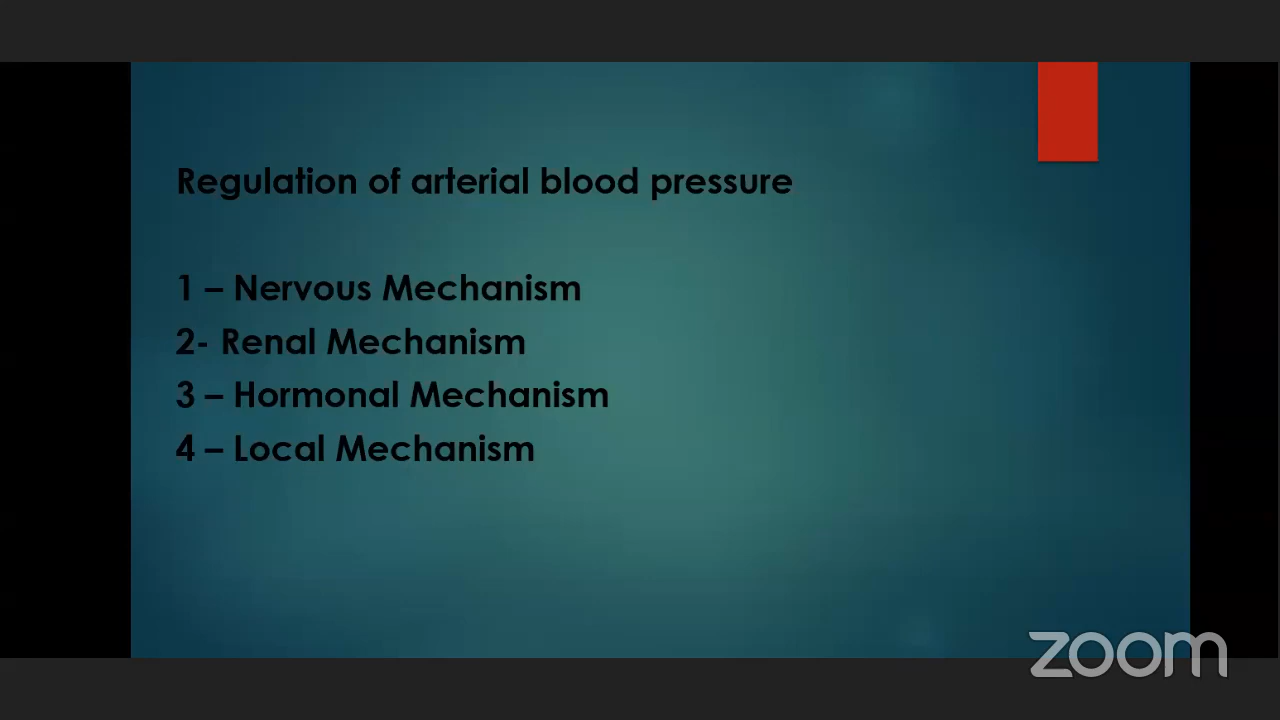 Regulation of arterial blood pressure
1 – Nervous Mechanism
2- Renal Mechanism
3 – Hormonal Mechanism
4 – Local Mechanism
zoom